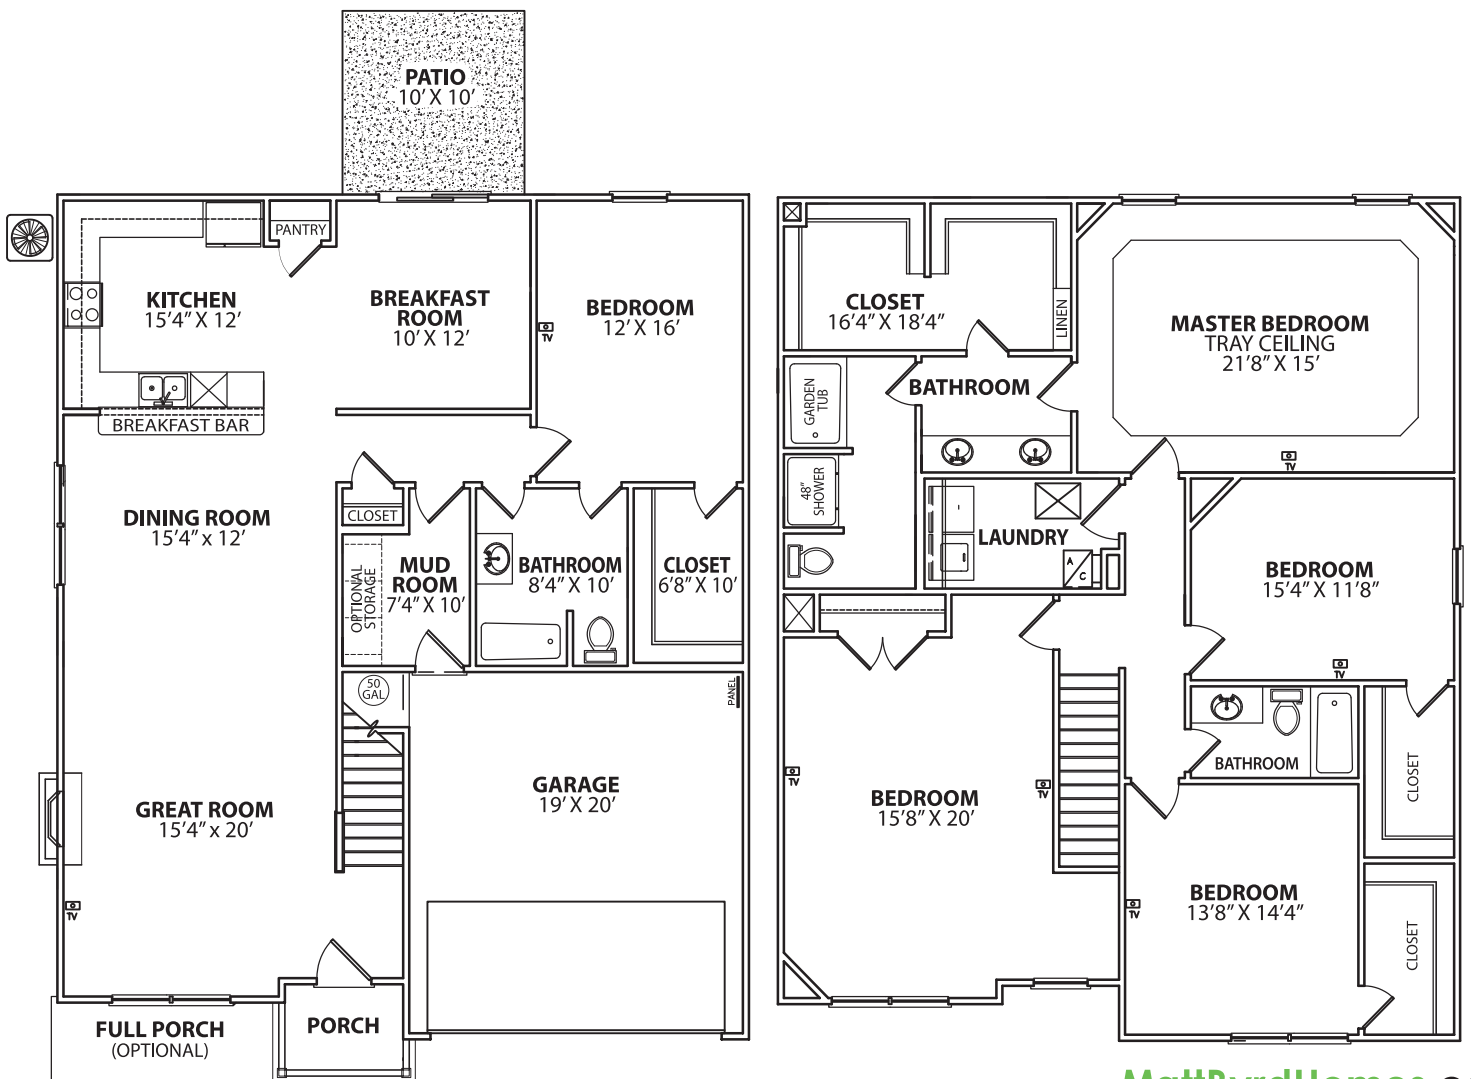 PATIO
10' X 10'
PANTRY
KITCHEN
15'4" X 12'
BREAKFAST
ROOM
10' X 12'
BEDROOM
12' X 16'
TV
BREAKFAST BAR
DINING ROOM
15'4" x 12'
CLOSET
OPTIONAL
STORAGE
MUD
ROOM
7'4" X 10'
BATHROOM
8'4" X 10'
CLOSET
6'8" X 10'
50
GAL
PANEL
GARAGE
19' X 20'
GREAT ROOM
15'4" x 20'
TV
FULL PORCH
(OPTIONAL)
PORCH
CLOSET
16'4" X 18'4"
LINEN
MASTER BEDROOM
TRAY CEILING
21'8" X 15'
TV
GARDEN
TUB
BATHROOM
48"
SHOWER
LAUNDRY
A
C
BEDROOM
15'4" X 11'8"
TV
BATHROOM
CLOSET
BEDROOM
15'8" X 20'
TV
TV
BEDROOM
13'8" X 14'4"
TV
CLOSET
MattByrdHomes